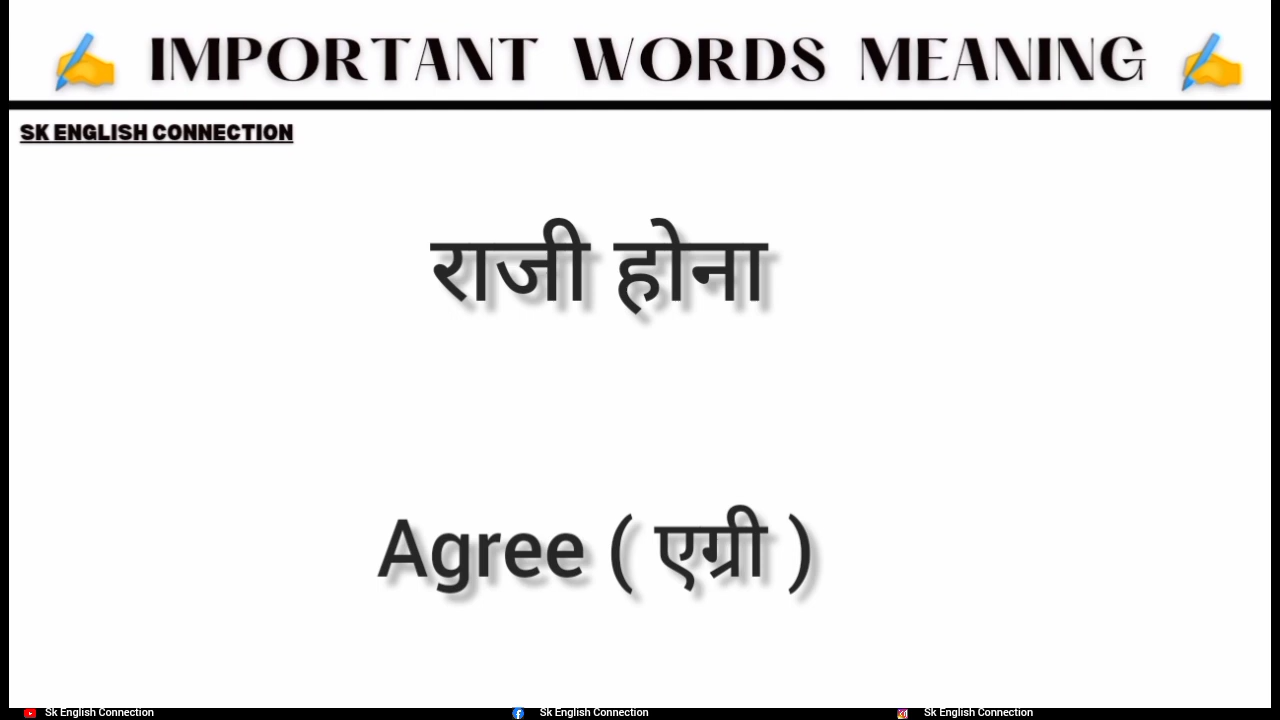 ✍️ IMPORTANT WORDS MEANING ✍️
SK ENGLISH CONNECTION
राजी होना
Agree ( एग्री )
Sk English Connection Sk English Connection Sk English Connection